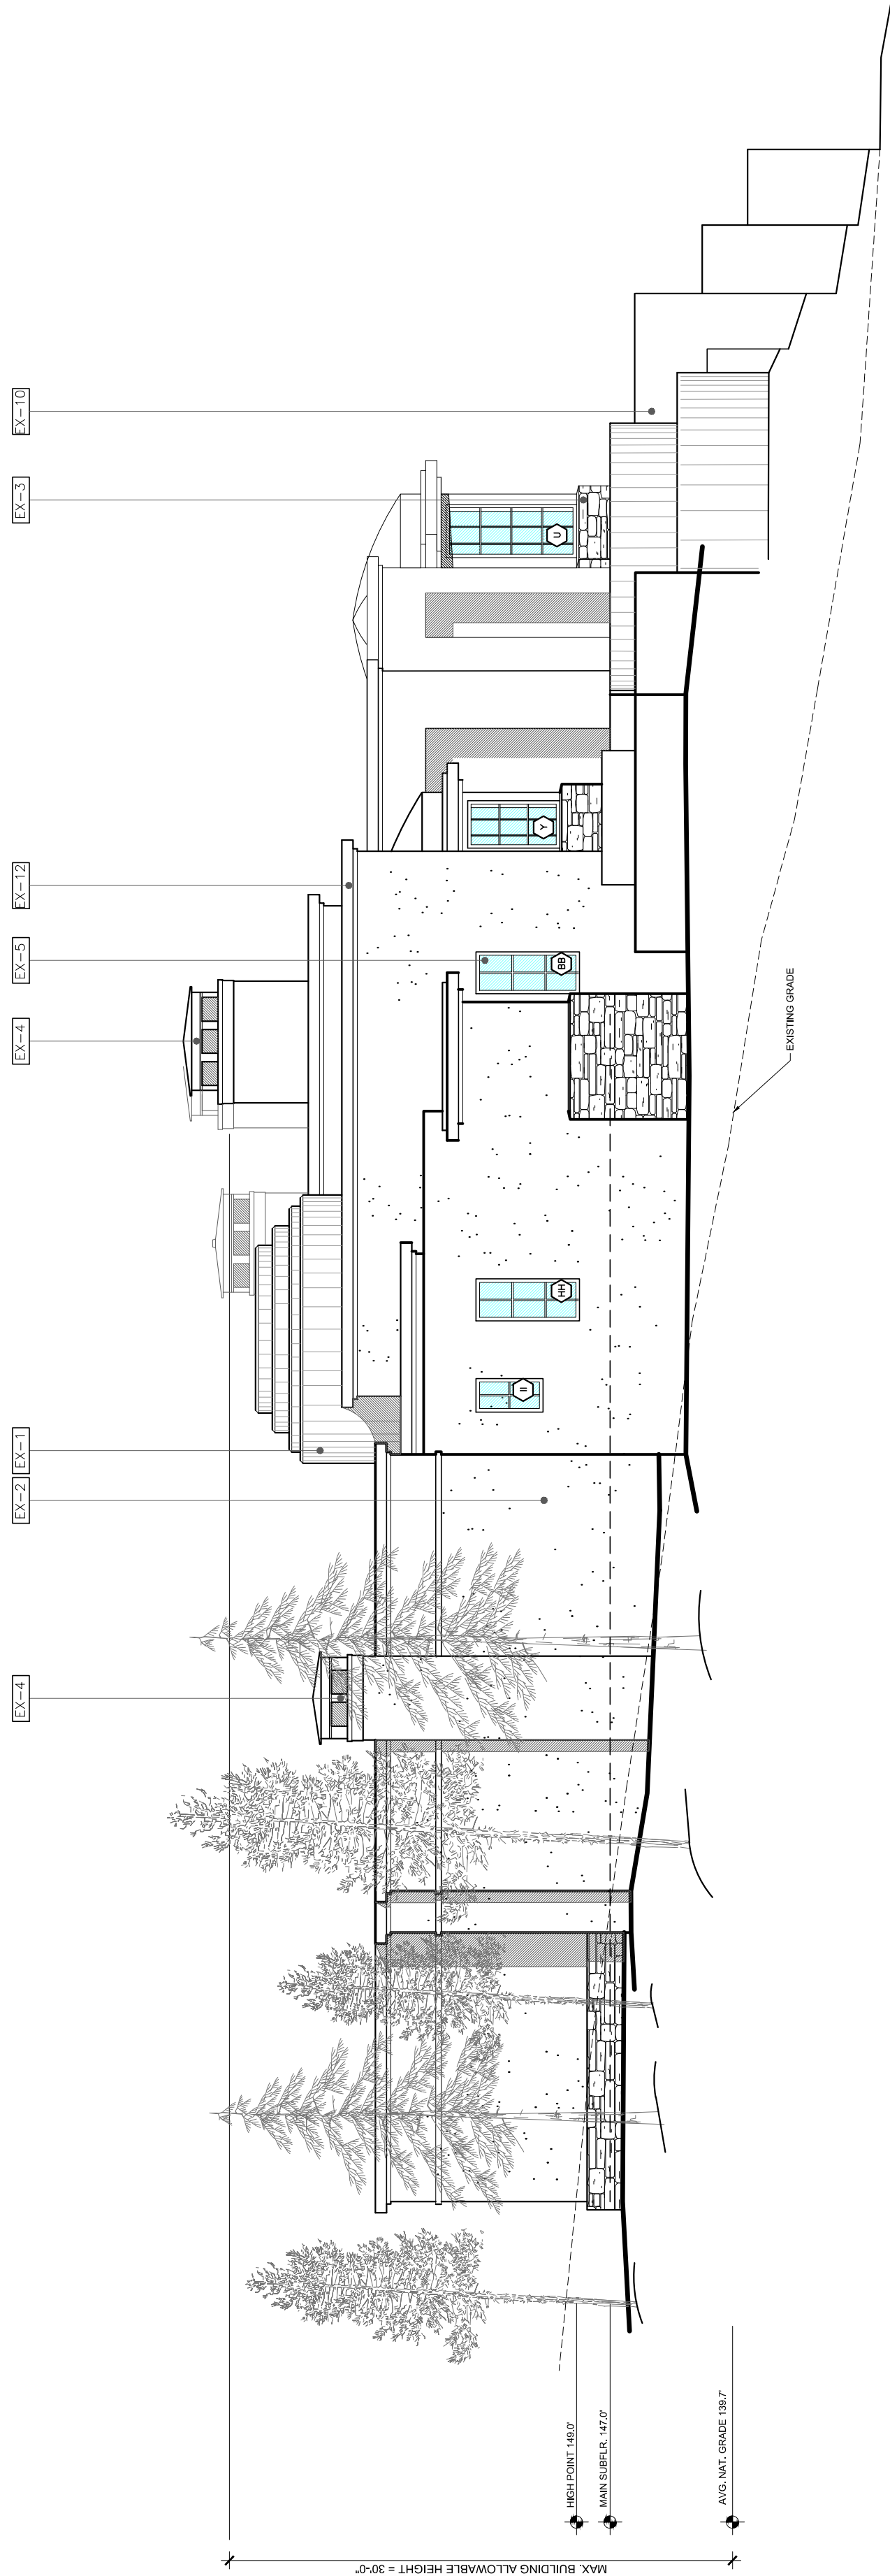 EX-4
EX-2
EX-1
EX-4
EX-5
EX-12
EX-3
EX-10
II
HH
BB
Y
U
EXISTING GRADE
HIGH POINT 149.0'
MAIN SUBFLR. 147.0'
AVG. NAT. GRADE 139.7'
MAX. BUILDING ALLOWABLE HEIGHT = 30'-0"